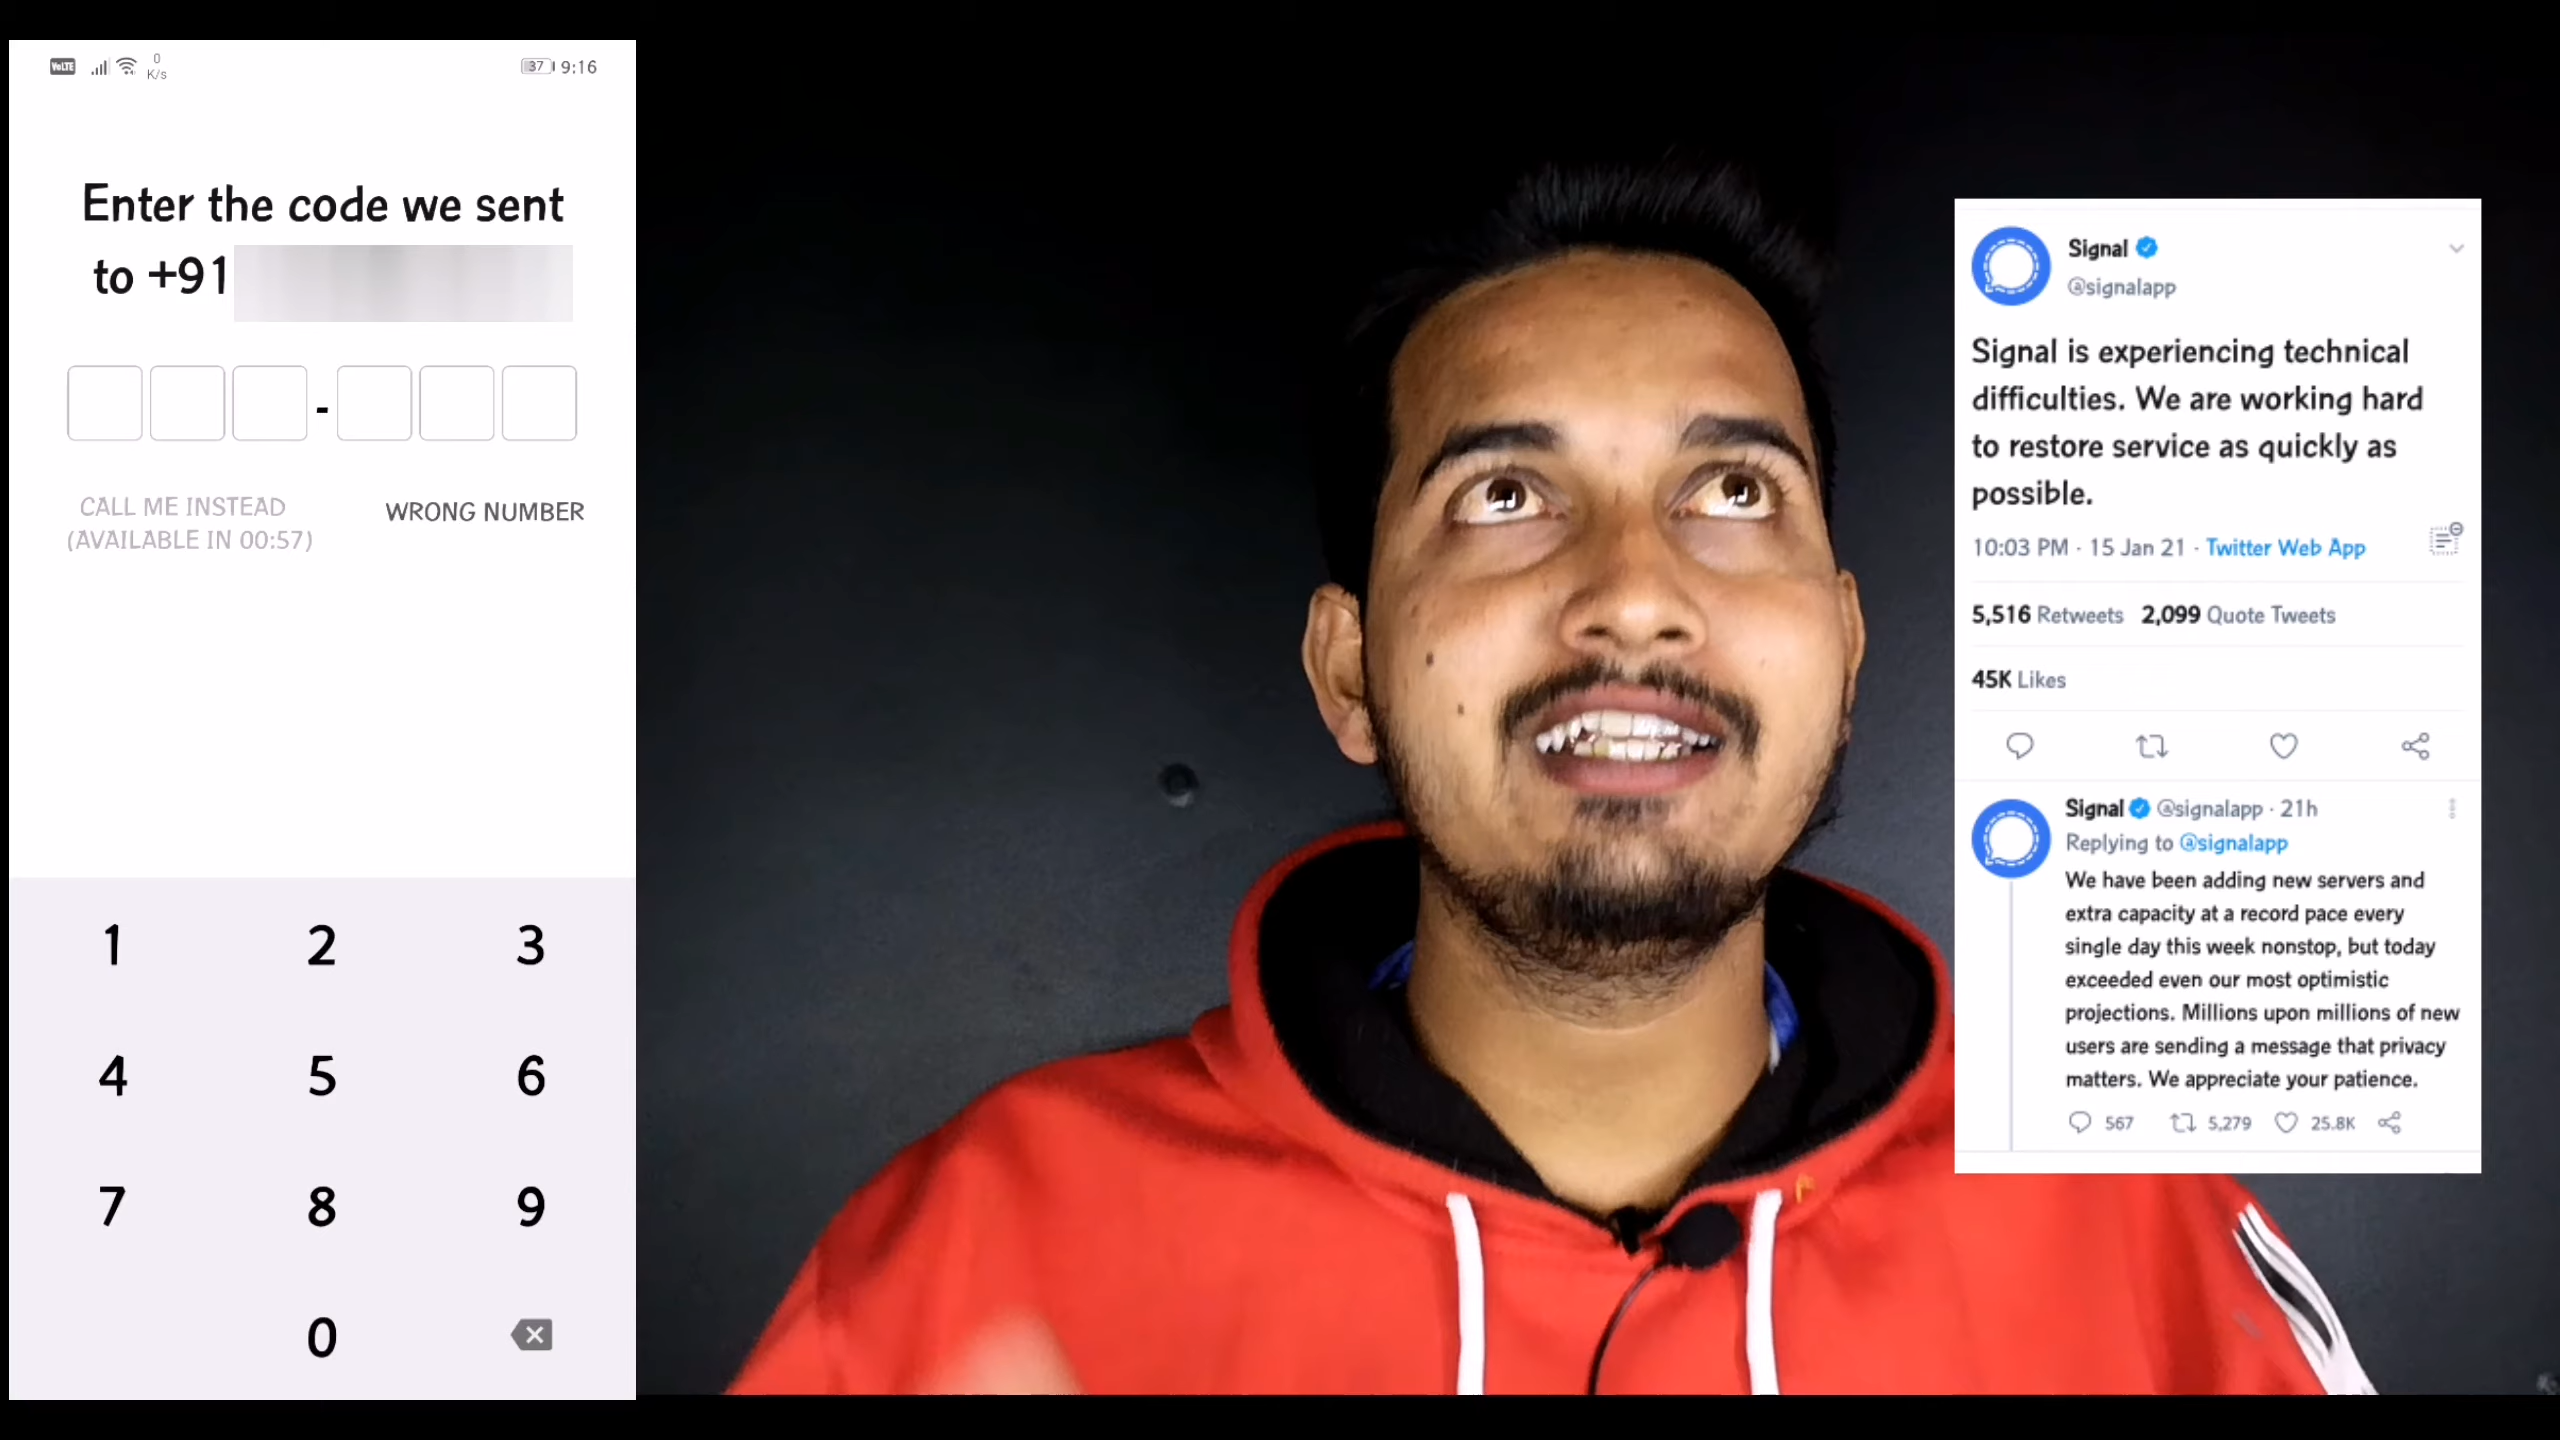 VoLTE
0
K/s
37
9:16
Enter the code we sent
to +91
-
CALL ME INSTEAD
(AVAILABLE IN 00:57)
WRONG NUMBER
1 2 3
4 5 6
7 8 9
0
Signal
@signalapp
Signal is experiencing technical
difficulties. We are working hard
to restore service as quickly as
possible.
10:03 PM · 15 Jan 21 · Twitter Web App
5,516 Retweets 2,099 Quote Tweets
45K Likes
Signal @signalapp · 21h
Replying to @signalapp
We have been adding new servers and
extra capacity at a record pace every
single day this week nonstop, but today
exceeded even our most optimistic
projections. Millions upon millions of new
users are sending a message that privacy
matters. We appreciate your patience.
567 5,279 25.8K